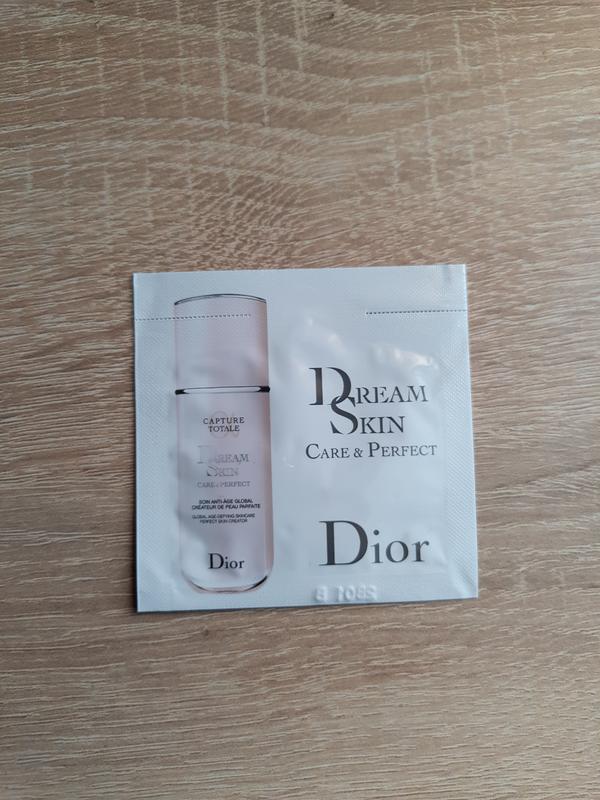 CAPTURE
TOTALE
DREAM
SKIN
CARE & PERFECT
SOIN ANTI-ÂGE GLOBAL
CRÉATEUR DE PEAU PARFAITE
GLOBAL AGE-DEFYING SKINCARE
PERFECT SKIN CREATOR
Dior
DREAM
SKIN
CARE & PERFECT
Dior